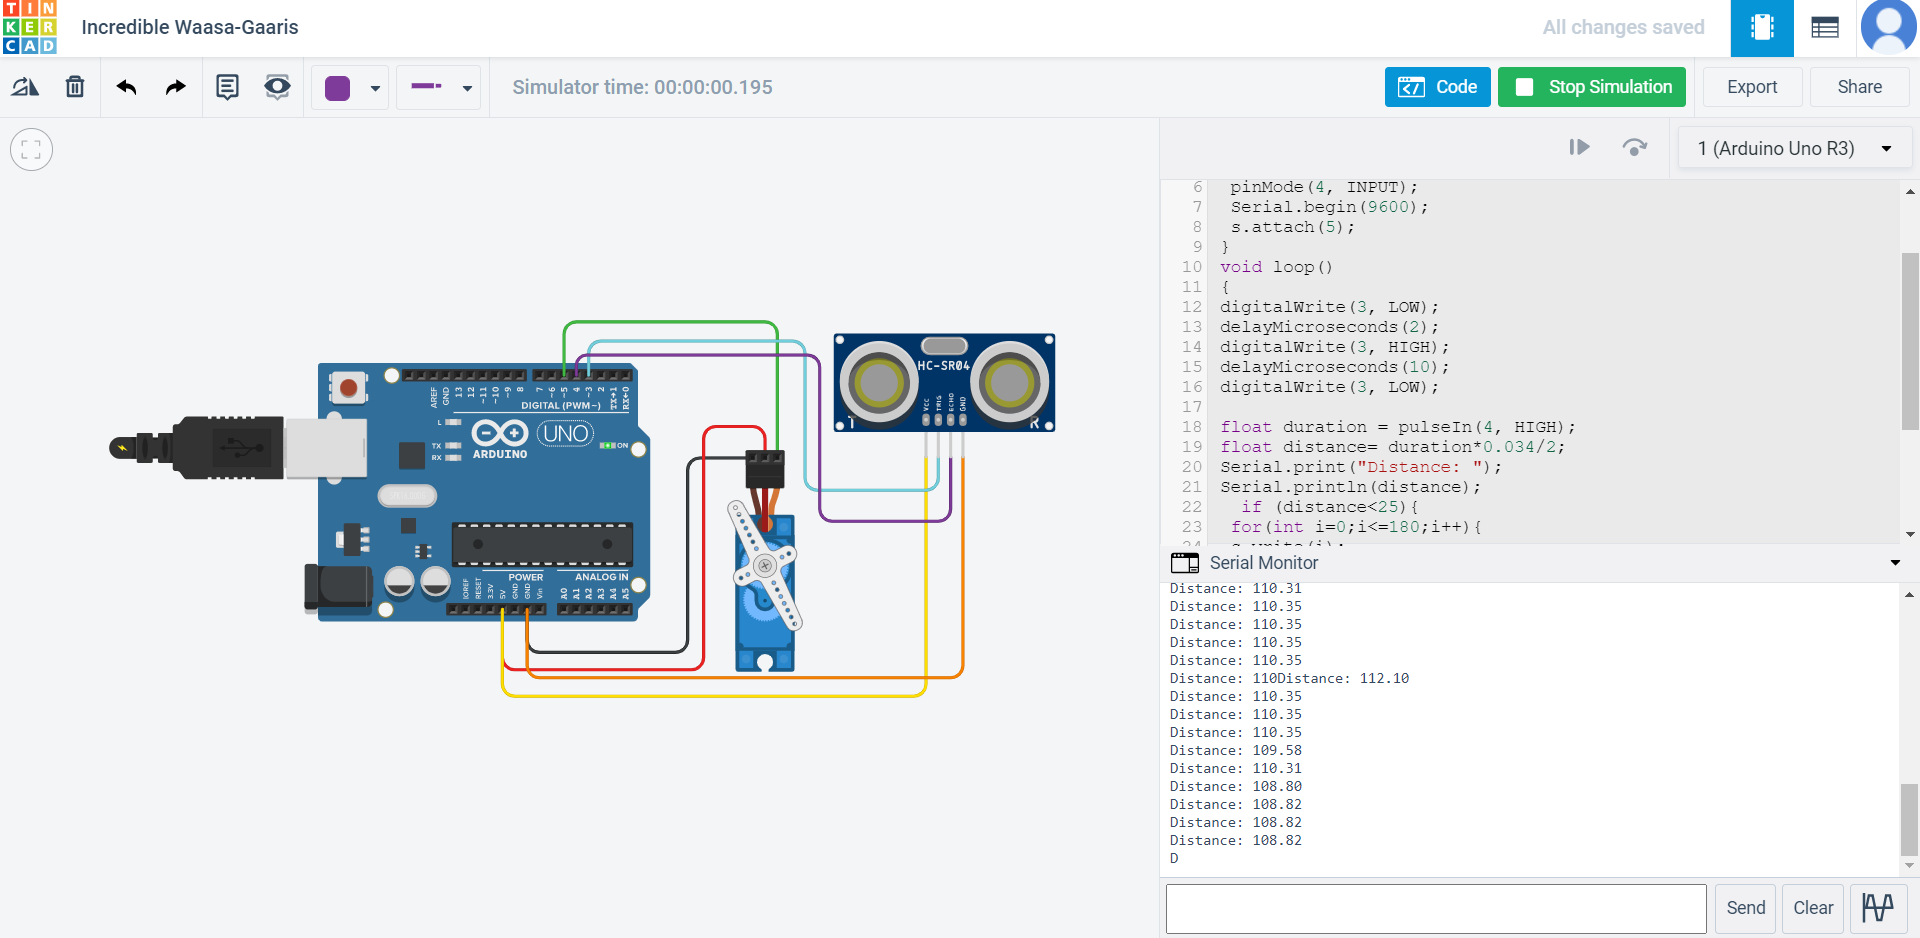 TIN
KER
CAD
Incredible Waasa-Gaaris
All changes saved
Simulator time: 00:00:00.195
Code
Stop Simulation
Export
Share
1 (Arduino Uno R3)
AREF
GND
13
12
~11
~10
~9
8
7
~6
~5
4
~3
2
TX→1
RX←0
DIGITAL (PWM~)
L
TX
RX
UNO
ARDUINO
ON
IOREF
RESET
3.3V
5V
GND
GND
Vin
POWER
ANALOG IN
A0
A1
A2
A3
A4
A5
HC-SR04
VCC
TRIG
ECHO
GND
T
R
6 pinMode(4, INPUT);
7 Serial.begin(9600);
8 s.attach(5);
9 }
10 void loop()
11 {
12 digitalWrite(3, LOW);
13 delayMicroseconds(2);
14 digitalWrite(3, HIGH);
15 delayMicroseconds(10);
16 digitalWrite(3, LOW);
17
18 float duration = pulseIn(4, HIGH);
19 float distance= duration*0.034/2;
20 Serial.print("Distance: ");
21 Serial.println(distance);
22 if (distance<25){
23 for(int i=0;i<=180;i++){
24 s.write(i);
Serial Monitor
Distance: 110.31
Distance: 110.35
Distance: 110.35
Distance: 110.35
Distance: 110.35
Distance: 110Distance: 112.10
Distance: 110.35
Distance: 110.35
Distance: 110.35
Distance: 109.58
Distance: 110.31
Distance: 108.80
Distance: 108.82
Distance: 108.82
Distance: 108.82
D
Send
Clear